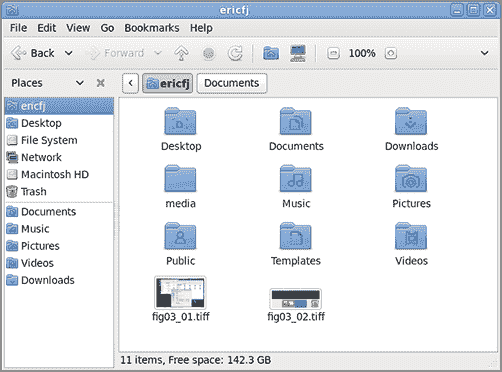 ericfj
File Edit View Go Bookmarks Help
Back Forward 100%
Places ericfj Documents
ericfj
Desktop
File System
Network
Macintosh HD
Trash
Documents
Music
Pictures
Videos
Downloads
Desktop Documents Downloads
media Music Pictures
Public Templates Videos
fig03_01.tiff fig03_02.tiff
11 items, Free space: 142.3 GB